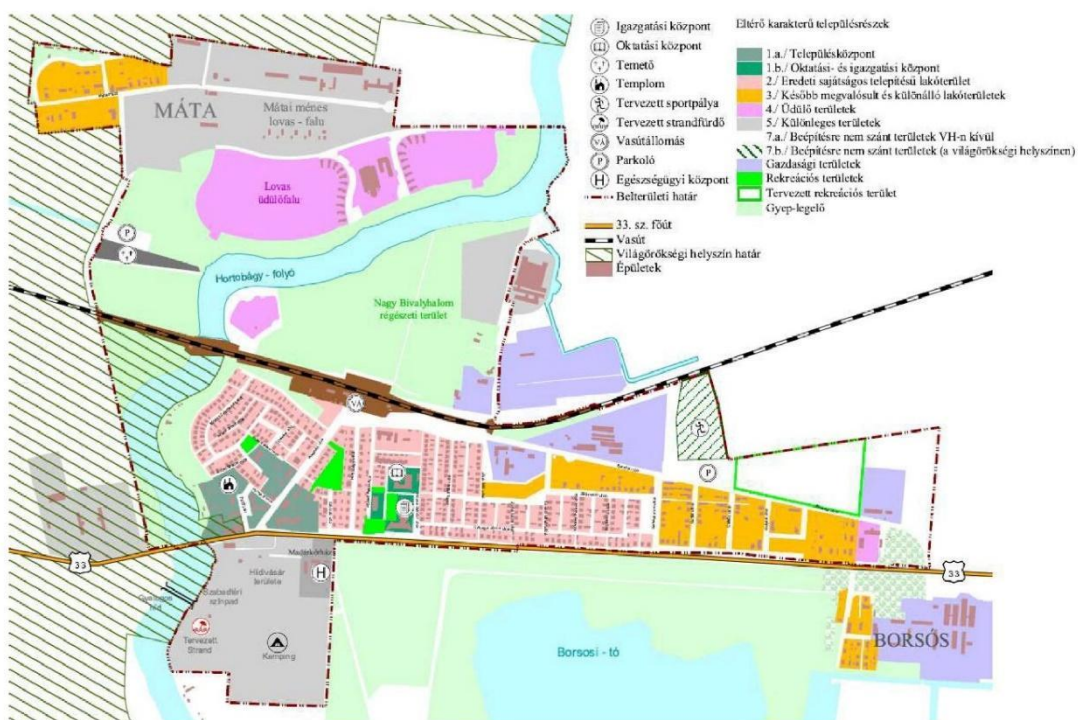 Igazgatási központ
Oktatási központ
Temető
Templom
Tervezett sportpálya
Tervezett strandfürdő
VÁ
Vasútállomás
P
Parkoló
H
Egészségügyi központ
Belterületi határ
33. sz. főút
Vasút
Világörökségi helyszín határ
Épületek
Eltérő karakterű településrészek
1.a./ Településközpont
1.b./ Oktatási- és igazgatási központ
2./ Eredeti sajátságos telepítésű lakóterület
3./ Később megvalósult és különálló lakóterületek
4./ Üdülő területek
5./ Különleges területek
7.a./ Beépítésre nem szánt területek VH-n kívül
7.b./ Beépítésre nem szánt területek (a világörökségi helyszínen)
Gazdasági területek
Rekreációs területek
Tervezett rekreációs terület
Gyep-legelő
MÁTA
Mátai ménes
lovas - falu
Lovas
üdülőfalu
P
Hortobágy - folyó
Nagy Bivalyhalom
régészeti terület
VÁ
P
33
Madárkórház
Hídivásár
területe
H
Szabadtéri
színpad
Tervezett
Strand
Kemping
Borsosi - tó
33
BORSÓS